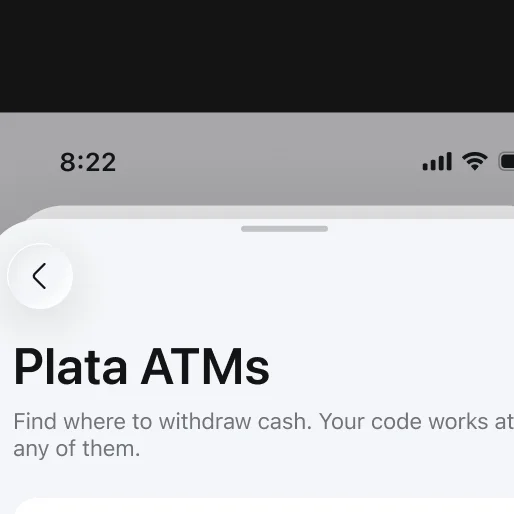 8:22
Plata ATMs
Find where to withdraw cash. Your code works at
any of them.